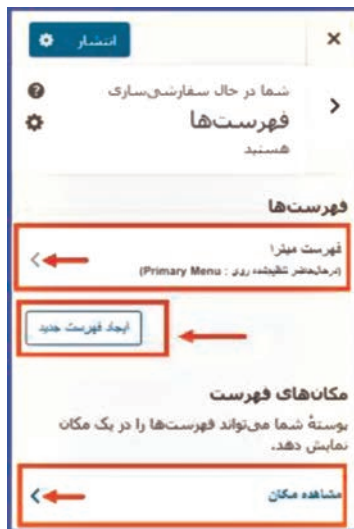 انتشار
شما در حال سفارشی‌سازی
فهرست‌ها
هستید
فهرست‌ها
فهرست میترا
(درحال‌حاضر تنظیم‌شده روی : Primary Menu)
ایجاد فهرست جدید
مکان‌های فهرست
پوستهٔ شما می‌تواند فهرست‌ها را در یک مکان
نمایش دهد.
مشاهده مکان